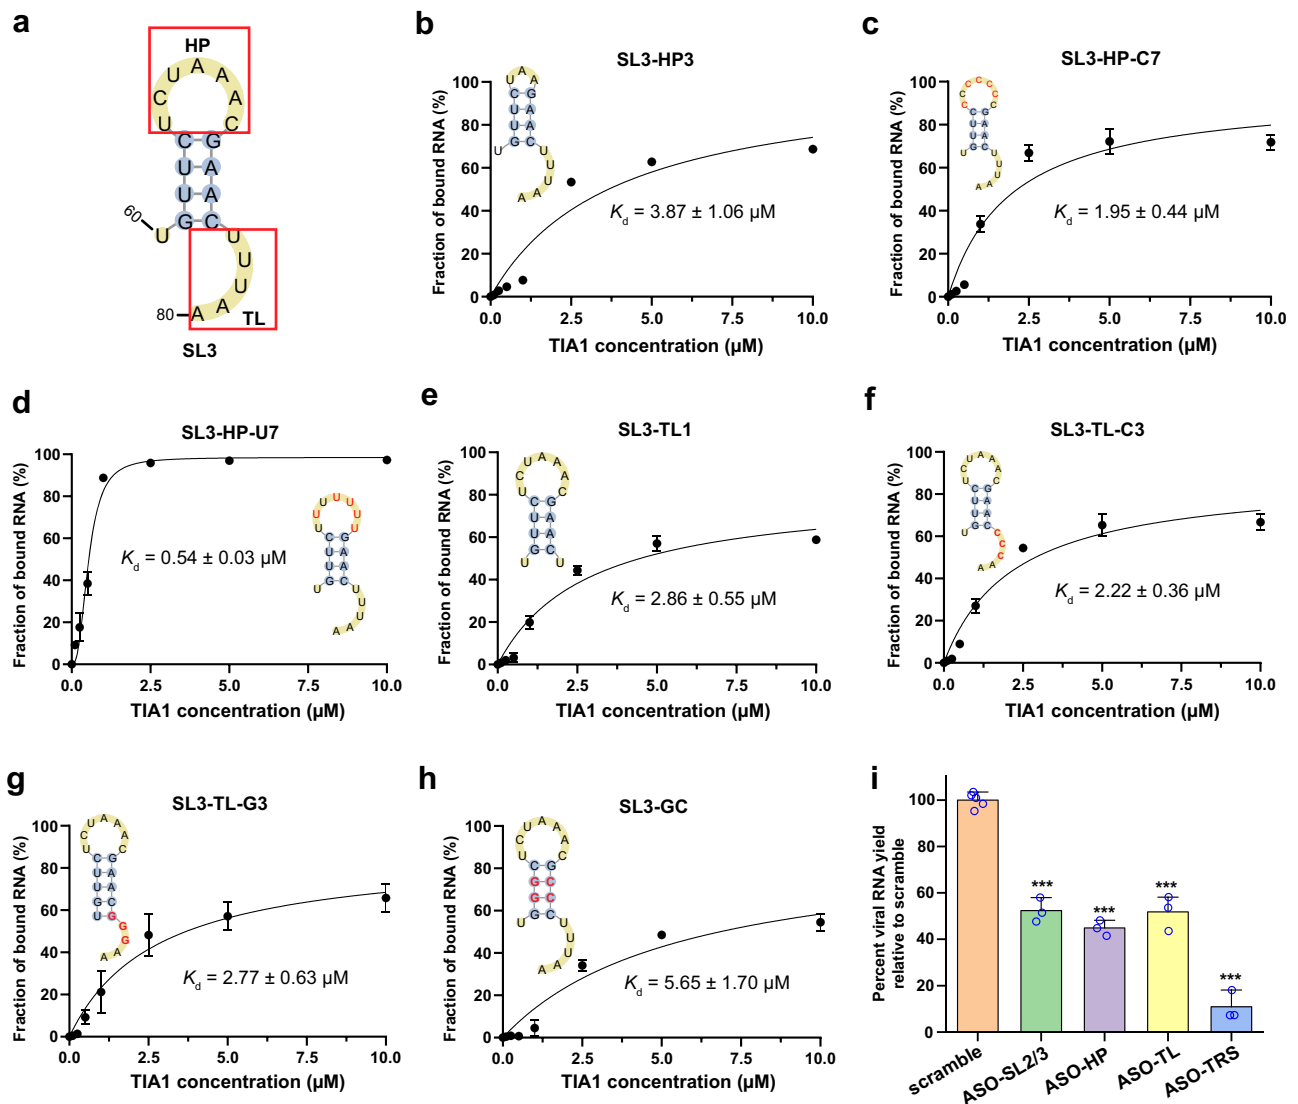 a
HP
U A A
C A
U A
C
C G
U A
U A
G C
60
U
U
U
U
A
A
80
TL
SL3
b
SL3-HP3
Fraction of bound RNA (%)
100
80
60
40
20
0
U A A
C G
C A
U A
U A
U G C U
U
U
A
A
Kd = 3.87 ± 1.06 µM
0.0 2.5 5.0 7.5 10.0
TIA1 concentration (µM)
c
SL3-HP-C7
Fraction of bound RNA (%)
100
80
60
40
20
0
C C C
C C
C C
C G
U A
U A
U G C U
U
U
A
A
Kd = 1.95 ± 0.44 µM
0.0 2.5 5.0 7.5 10.0
TIA1 concentration (µM)
d
SL3-HP-U7
Fraction of bound RNA (%)
100
80
60
40
20
0
U U U
U U
U U
C G
U A
U A
U G C U
U
U
A
A
Kd = 0.54 ± 0.03 µM
0.0 2.5 5.0 7.5 10.0
TIA1 concentration (µM)
e
SL3-TL1
Fraction of bound RNA (%)
100
80
60
40
20
0
U A A
C A
U C
C G
U A
U A
G C
U U
Kd = 2.86 ± 0.55 µM
0.0 2.5 5.0 7.5 10.0
TIA1 concentration (µM)
f
SL3-TL-C3
Fraction of bound RNA (%)
100
80
60
40
20
0
U A A
C A
U C
C G
U A
U A
U G C C
C
C
A
A
Kd = 2.22 ± 0.36 µM
0.0 2.5 5.0 7.5 10.0
TIA1 concentration (µM)
g
SL3-TL-G3
Fraction of bound RNA (%)
100
80
60
40
20
0
U A A
C A
U C
C G
U A
U A
G C
U G
G
G
A
A
Kd = 2.77 ± 0.63 µM
0.0 2.5 5.0 7.5 10.0
TIA1 concentration (µM)
h
SL3-GC
Fraction of bound RNA (%)
100
80
60
40
20
0
U A A
C A
U C
C G
G C
G C
G C
U U
U
U
A
A
Kd = 5.65 ± 1.70 µM
0.0 2.5 5.0 7.5 10.0
TIA1 concentration (µM)
i
Percent viral RNA yield
relative to scramble
100
80
60
40
20
0
*** *** *** ***
scramble
ASO-SL2/3
ASO-HP
ASO-TL
ASO-TRS